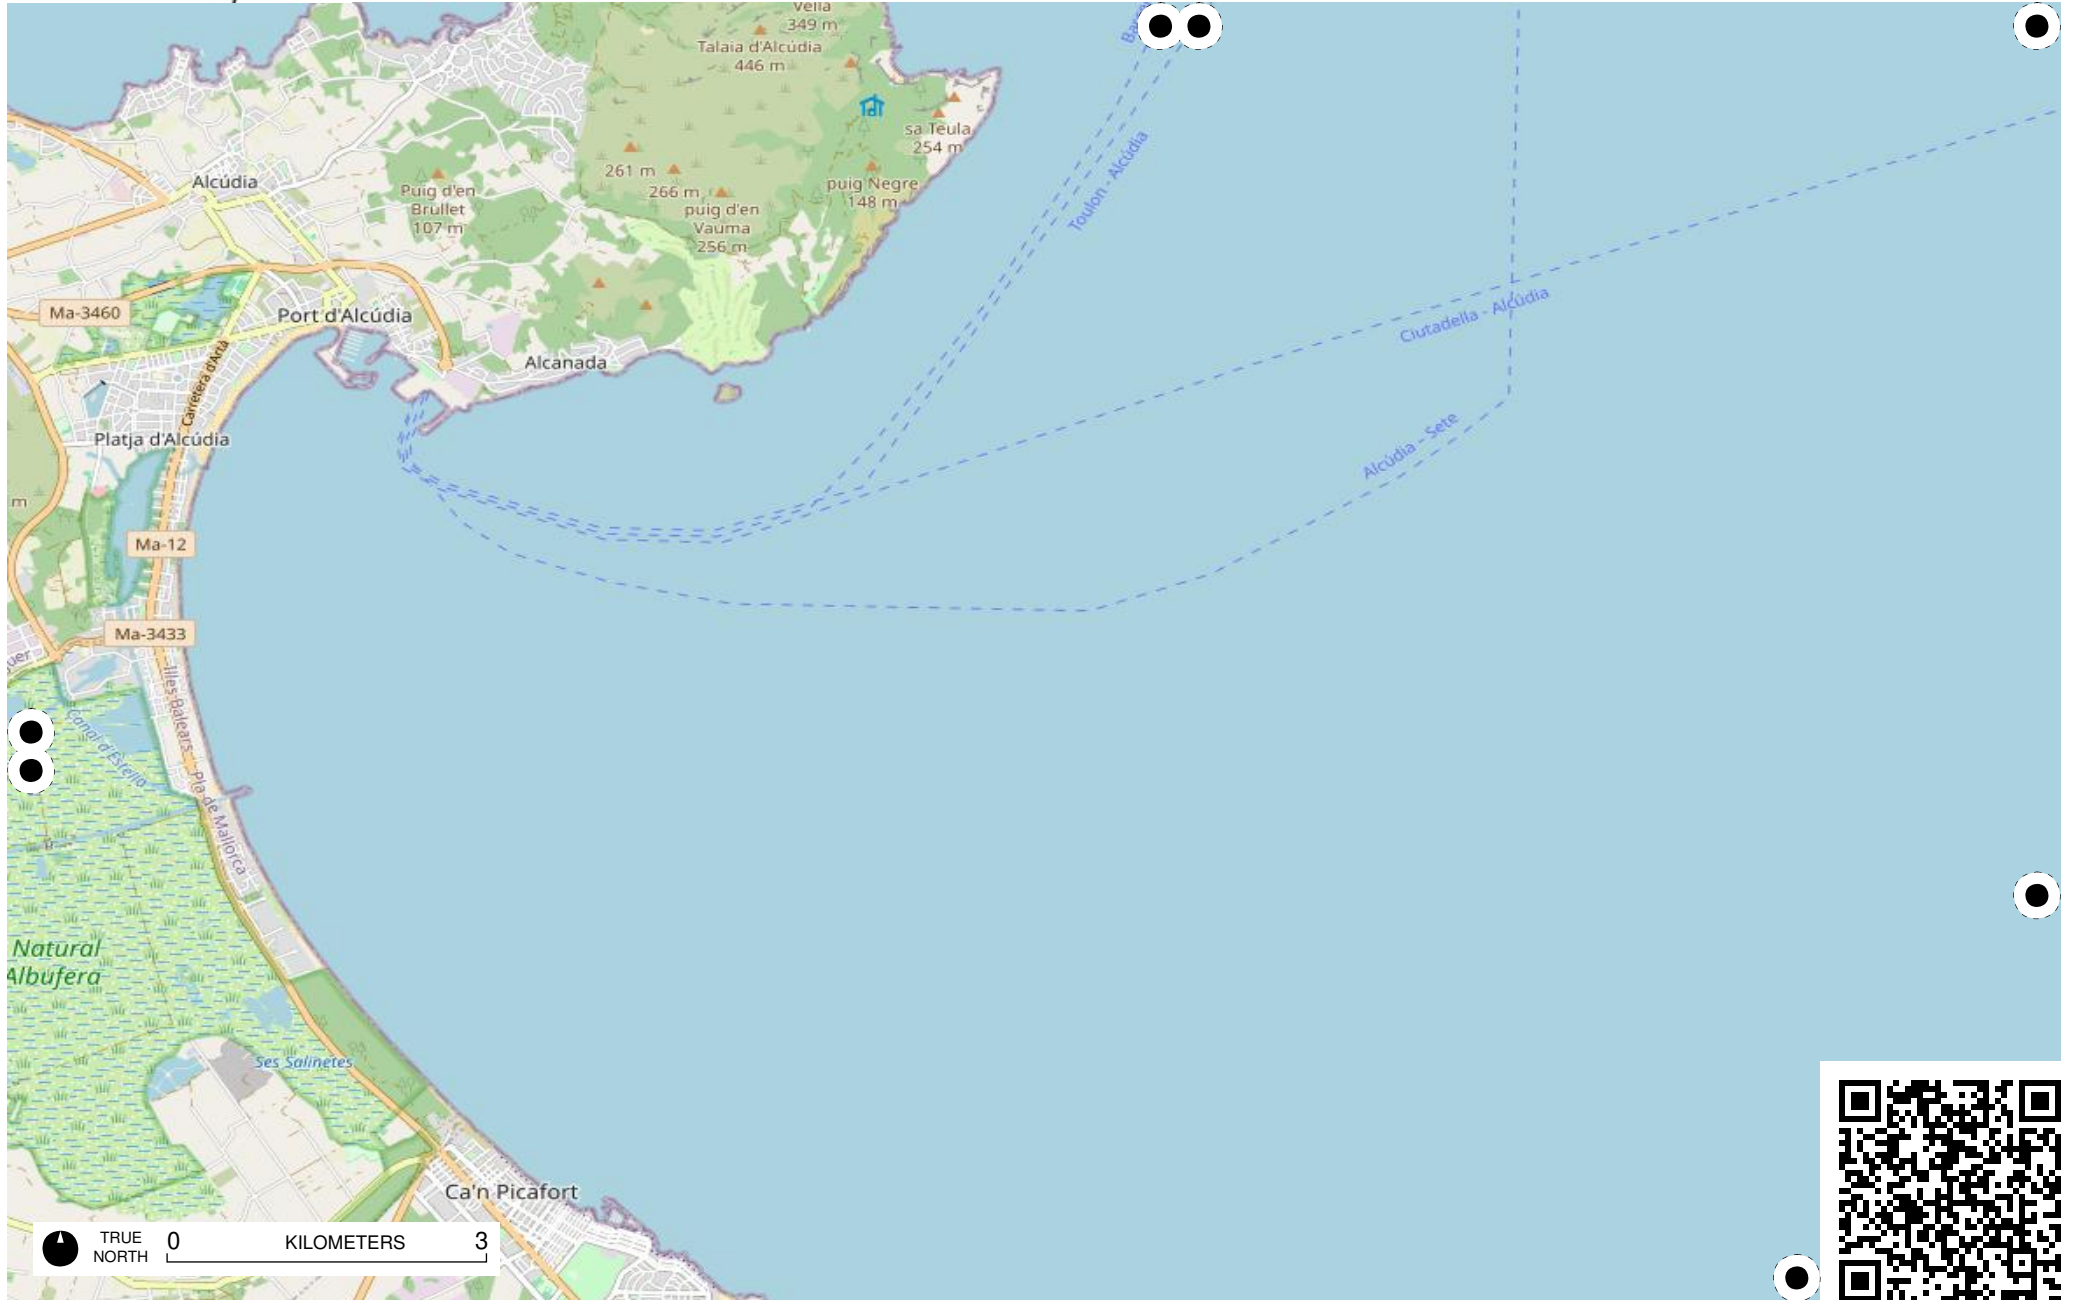 Vella
349 m
Talaia d'Alcúdia
446 m
sa Teula
254 m
261 m
266 m
puig Negre
148 m
puig d'en
Vauma
256 m
Puig d'en
Brullet
107 m
Alcúdia
Toulon - Alcúdia
Ma-3460
Port d'Alcúdia
Ciutadella - Alcúdia
Alcanada
Carretera d'Artà
Platja d'Alcúdia
Alcúdia - Sete
m
Ma-12
Ma-3433
Illes Balears
Pla de Mallorca
Canal d'Estella
Natural
Albufera
Ses Salinetes
Ca'n Picafort
TRUE
NORTH
0 KILOMETERS 3